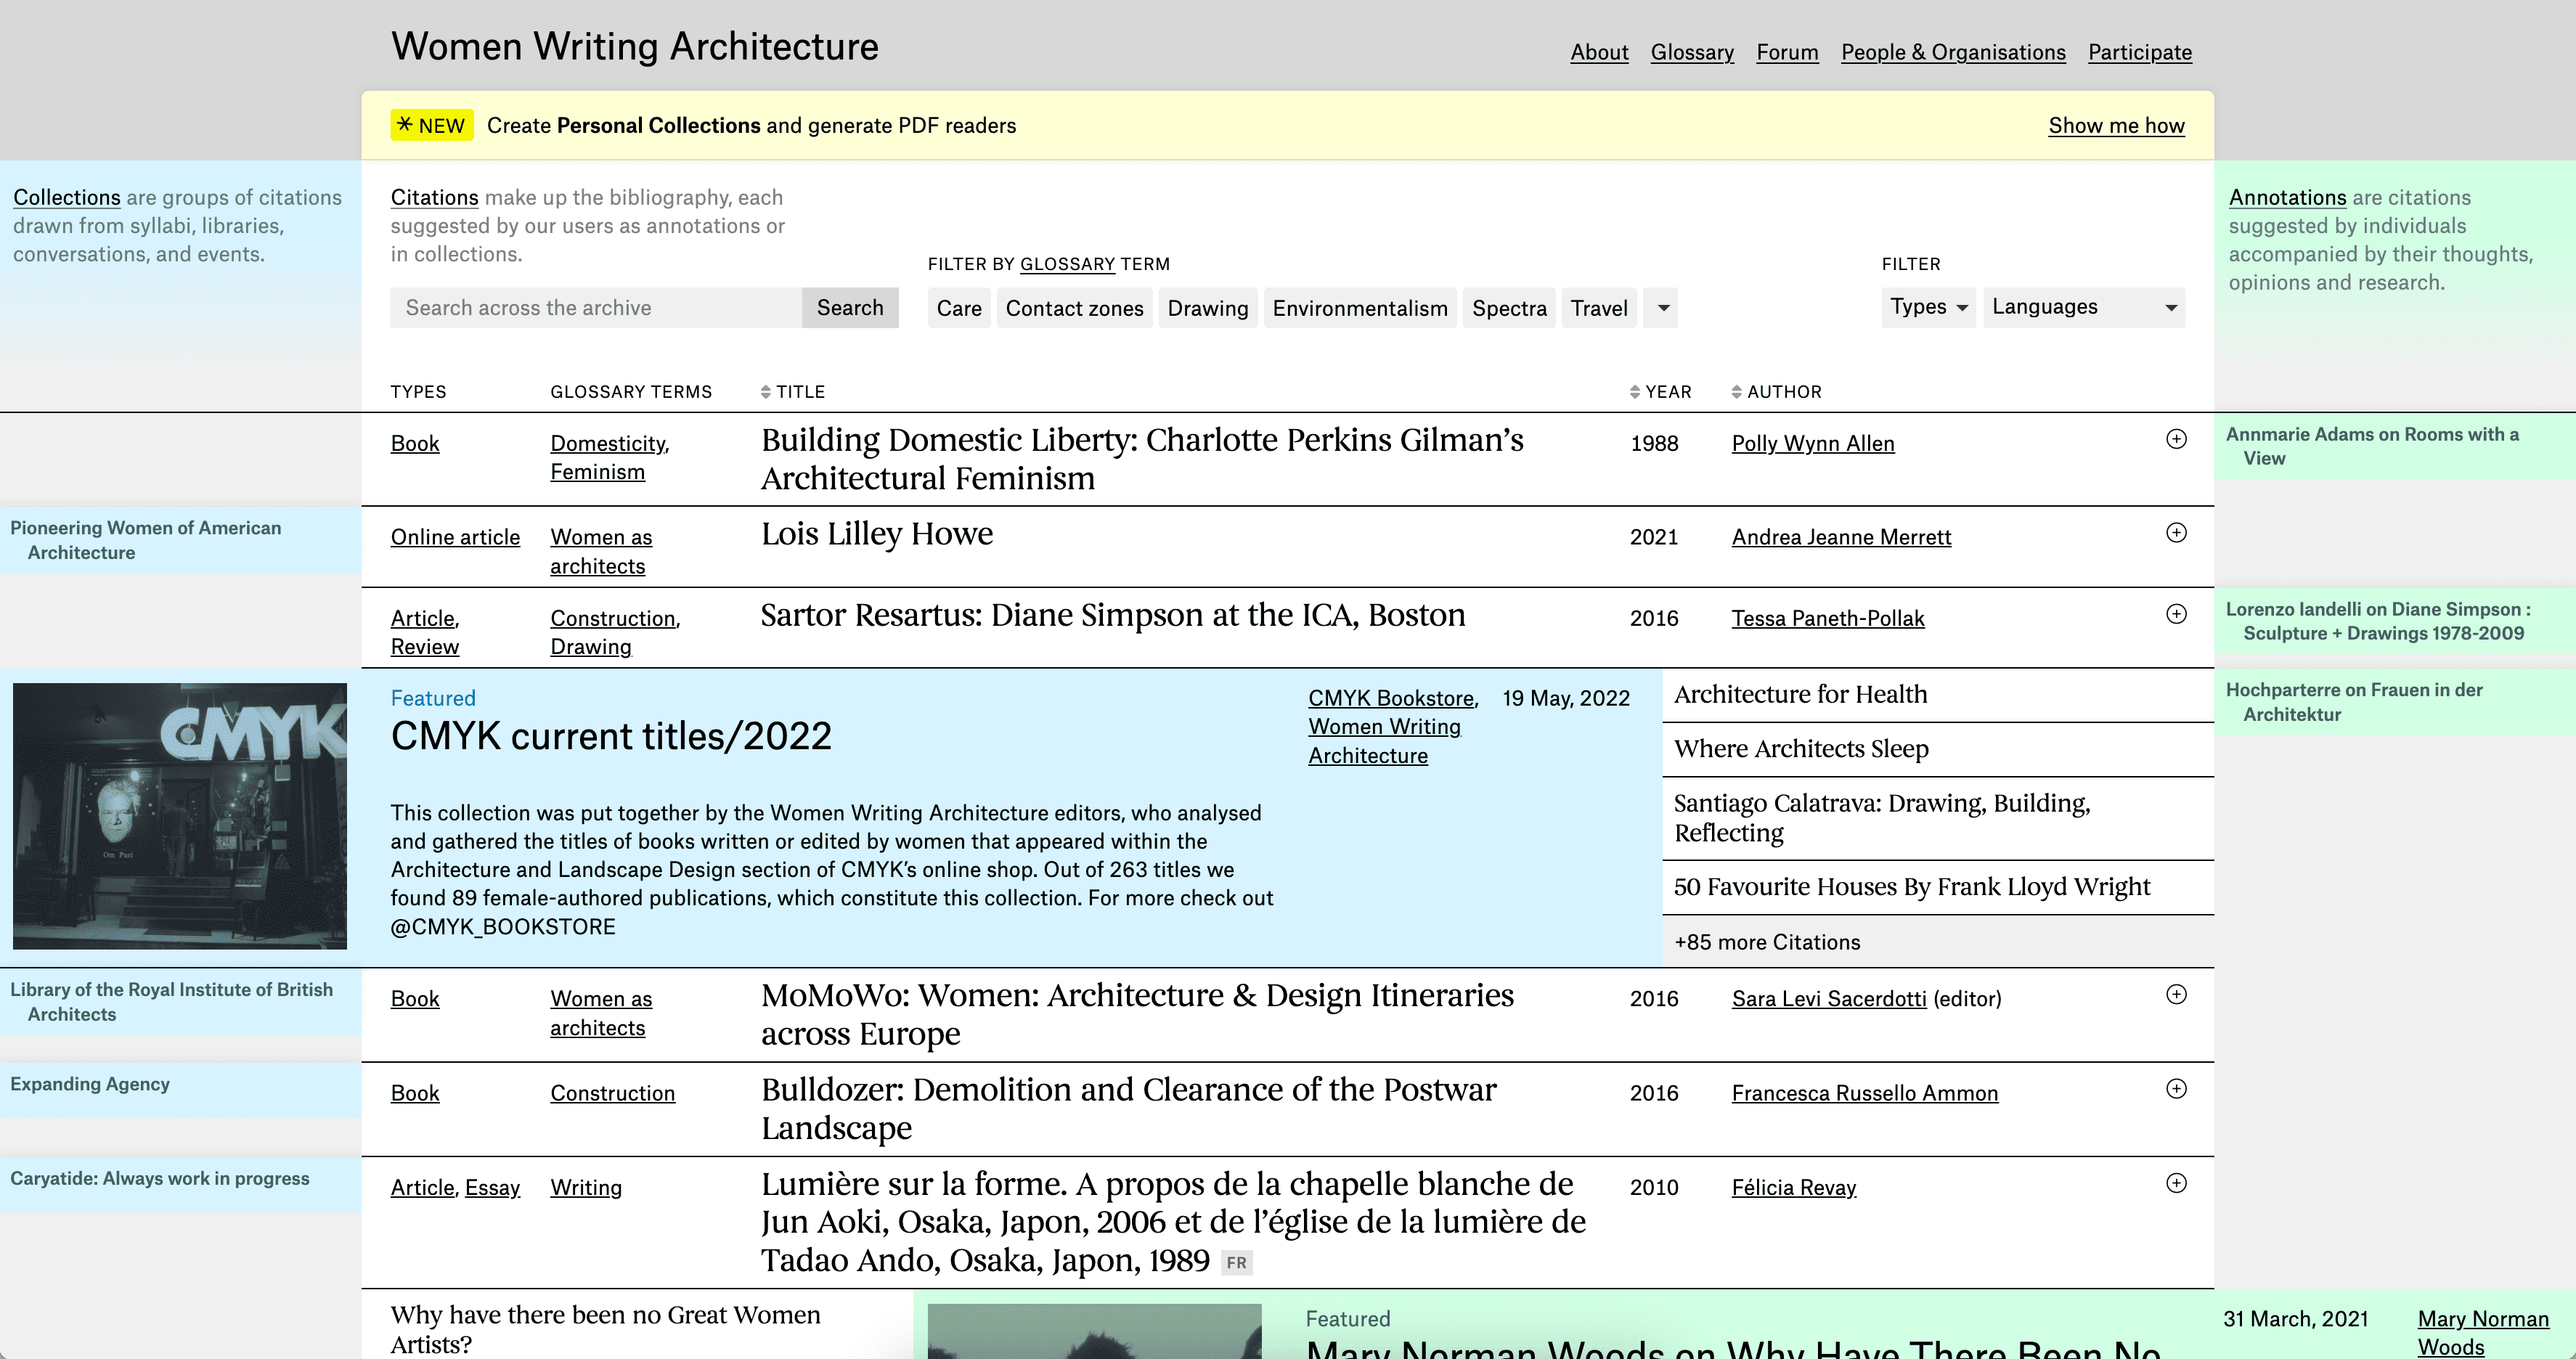 Women Writing Architecture
About Glossary Forum People & Organisations Participate
NEW Create Personal Collections and generate PDF readers Show me how
Collections are groups of citations
drawn from syllabi, libraries,
conversations, and events.
Citations make up the bibliography, each
suggested by our users as annotations or
in collections.
Annotations are citations
suggested by individuals
accompanied by their thoughts,
opinions and research.
Search across the archive Search
FILTER BY GLOSSARY TERM
Care Contact zones Drawing Environmentalism Spectra Travel
FILTER
Types Languages
TYPES GLOSSARY TERMS TITLE YEAR AUTHOR
Book
Domesticity,
Feminism
Building Domestic Liberty: Charlotte Perkins Gilman’s
Architectural Feminism
1988
Polly Wynn Allen
Annmarie Adams on Rooms with a
View
Pioneering Women of American
Architecture
Online article
Women as
architects
Lois Lilley Howe
2021
Andrea Jeanne Merrett
Article,
Review
Construction,
Drawing
Sartor Resartus: Diane Simpson at the ICA, Boston
2016
Tessa Paneth-Pollak
Lorenzo Iandelli on Diane Simpson :
Sculpture + Drawings 1978-2009
CMYK
Om Puri
Featured
CMYK current titles/2022
CMYK Bookstore,
Women Writing
Architecture
19 May, 2022
This collection was put together by the Women Writing Architecture editors, who analysed
and gathered the titles of books written or edited by women that appeared within the
Architecture and Landscape Design section of CMYK’s online shop. Out of 263 titles we
found 89 female-authored publications, which constitute this collection. For more check out
@CMYK_BOOKSTORE
Architecture for Health
Where Architects Sleep
Santiago Calatrava: Drawing, Building,
Reflecting
50 Favourite Houses By Frank Lloyd Wright
+85 more Citations
Hochparterre on Frauen in der
Architektur
Library of the Royal Institute of British
Architects
Book
Women as
architects
MoMoWo: Women: Architecture & Design Itineraries
across Europe
2016
Sara Levi Sacerdotti (editor)
Expanding Agency
Book
Construction
Bulldozer: Demolition and Clearance of the Postwar
Landscape
2016
Francesca Russello Ammon
Caryatide: Always work in progress
Article, Essay
Writing
Lumière sur la forme. A propos de la chapelle blanche de
Jun Aoki, Osaka, Japon, 2006 et de l’église de la lumière de
Tadao Ando, Osaka, Japon, 1989 FR
2010
Félicia Revay
Why have there been no Great Women
Artists?
Featured
Mary Norman Woods on Why Have There Been No
31 March, 2021
Mary Norman
Woods